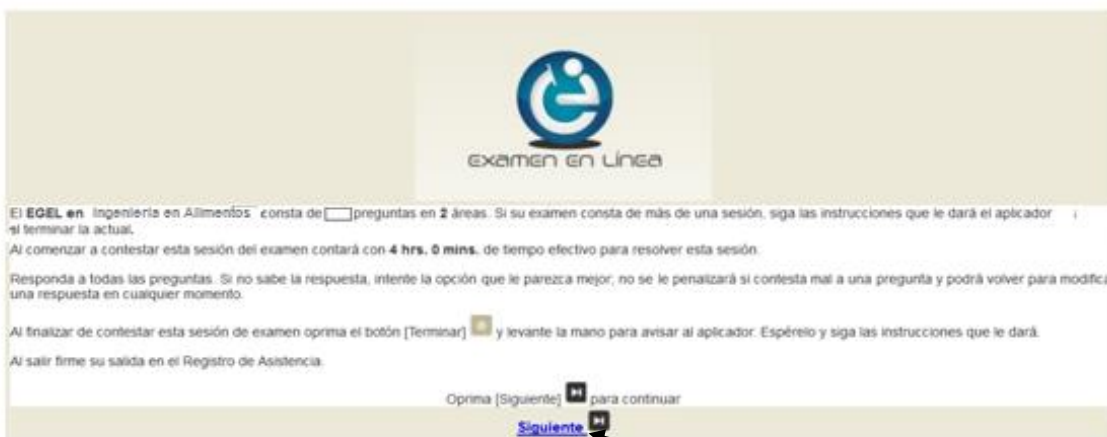 examen en Línea
El EGEL en Ingeniería en Alimentos consta de preguntas en 2 áreas. Si su examen consta de más de una sesión, siga las instrucciones que le dará el aplicador
al terminar la actual.
Al comenzar a contestar esta sesión del examen contará con 4 hrs. 0 mins. de tiempo efectivo para resolver esta sesión.
Responda a todas las preguntas. Si no sabe la respuesta, intente la opción que le parezca mejor; no se le penalizará si contesta mal a una pregunta y podrá volver para modifica
una respuesta en cualquier momento.
Al finalizar de contestar esta sesión de examen oprima el botón [Terminar] y levante la mano para avisar al aplicador. Espérelo y siga las instrucciones que le dará.
Al salir firme su salida en el Registro de Asistencia.
Oprima [Siguiente] para continuar
Siguiente